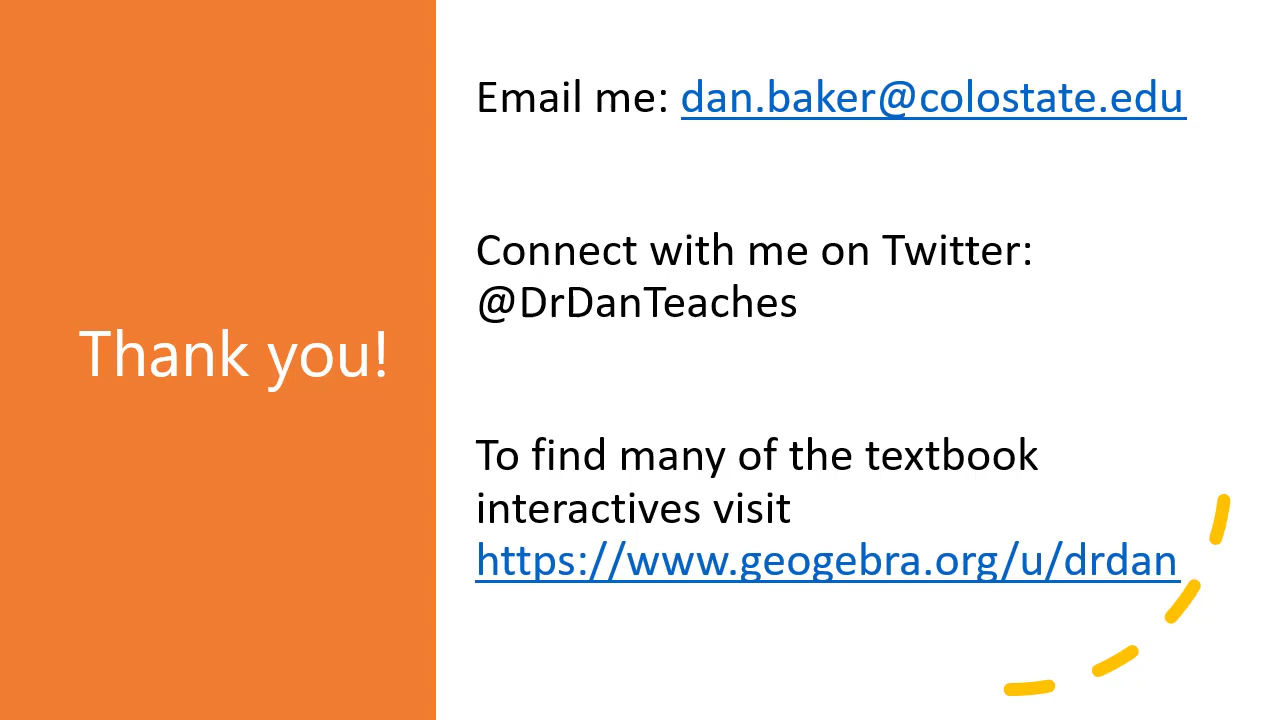 Thank you!
Email me: dan.baker@colostate.edu
Connect with me on Twitter:
@DrDanTeaches
To find many of the textbook
interactives visit
https://www.geogebra.org/u/drdan